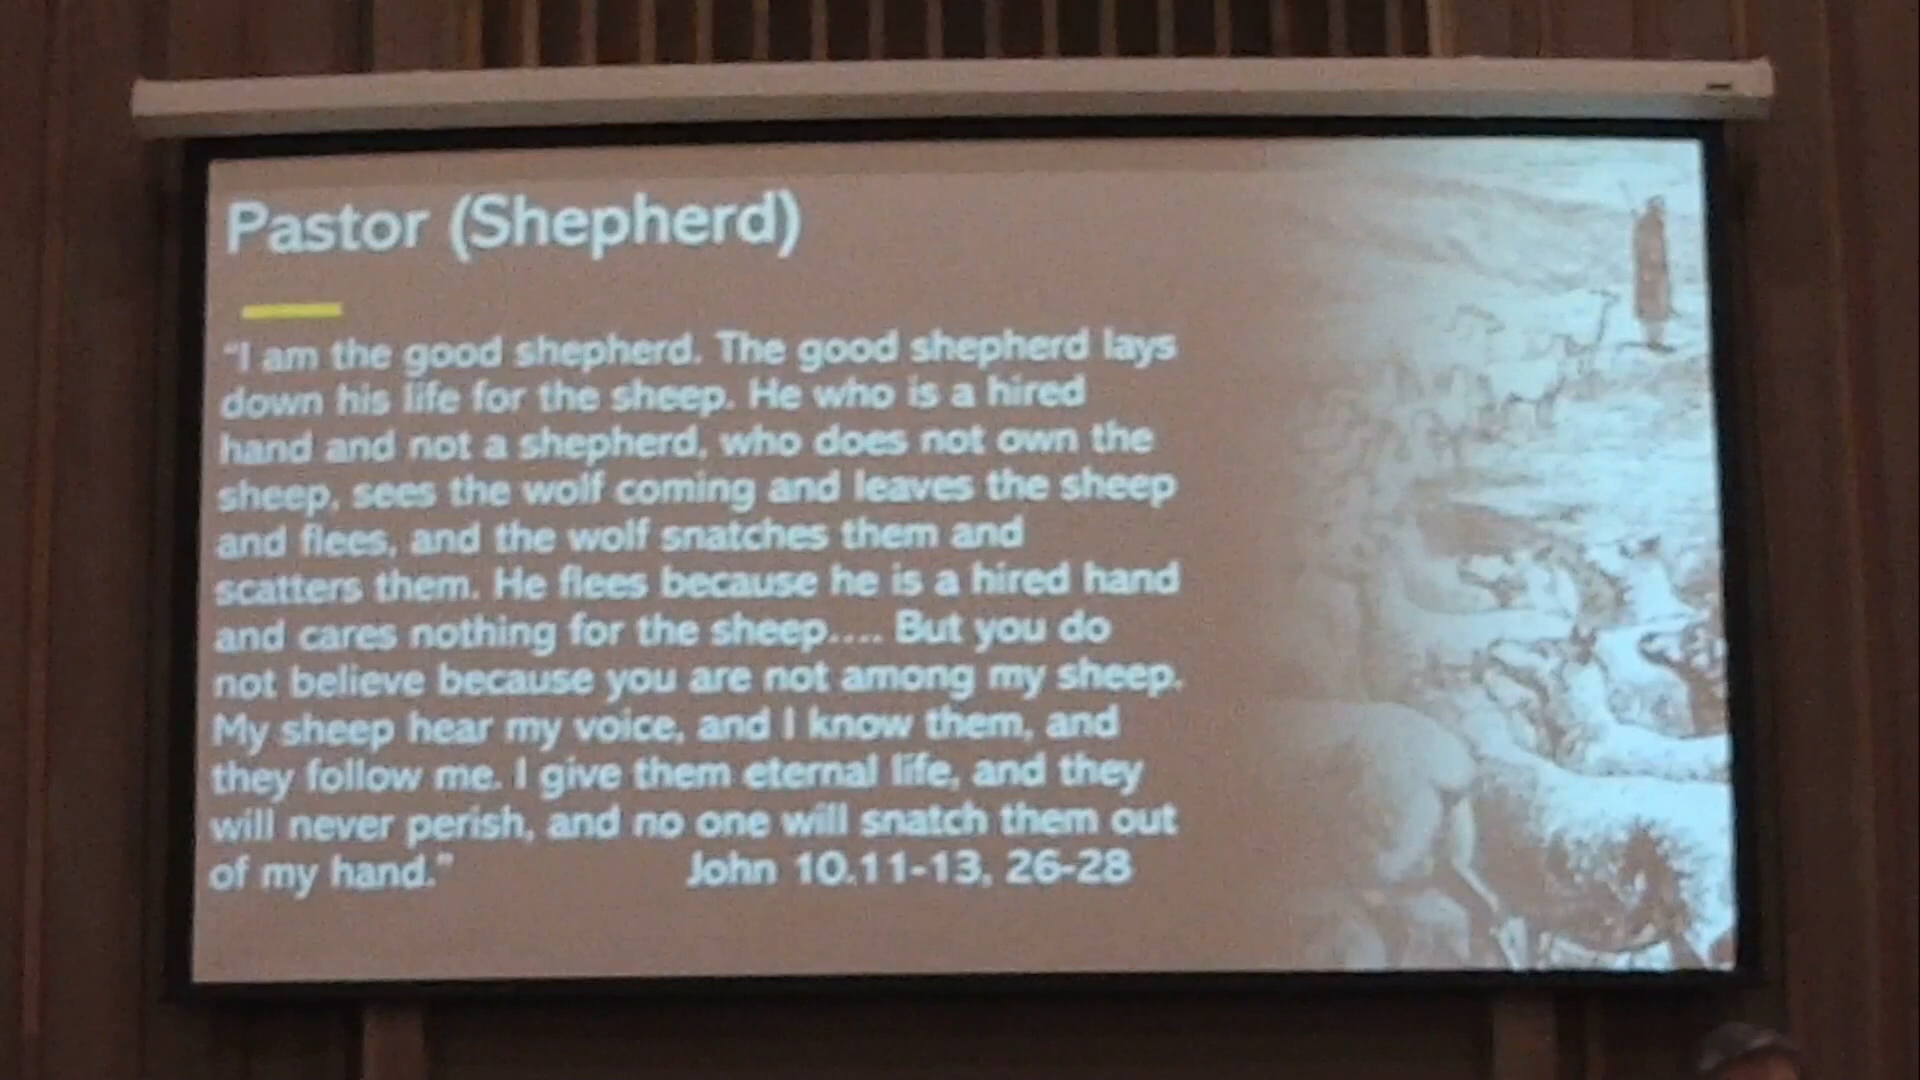 Pastor (Shepherd)
“I am the good shepherd. The good shepherd lays
down his life for the sheep. He who is a hired
hand and not a shepherd, who does not own the
sheep, sees the wolf coming and leaves the sheep
and flees, and the wolf snatches them and
scatters them. He flees because he is a hired hand
and cares nothing for the sheep.... But you do
not believe because you are not among my sheep.
My sheep hear my voice, and I know them, and
they follow me. I give them eternal life, and they
will never perish, and no one will snatch them out
of my hand.” John 10.11-13, 26-28